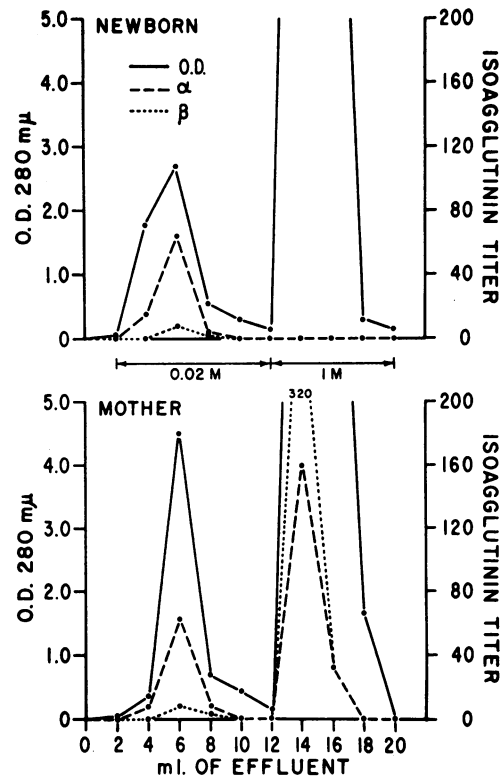 NEWBORN
O.D.
α
β
5.0
4.0
3.0
2.0
1.0
0
O.D. 280 mμ
200
160
120
80
40
0
ISOAGGLUTININ TITER
0.02 M
1 M
MOTHER
320
5.0
4.0
3.0
2.0
1.0
0
O.D. 280 mμ
200
160
120
80
40
0
ISOAGGLUTININ TITER
0 2 4 6 8 10 12 14 16 18 20
ml. OF EFFLUENT